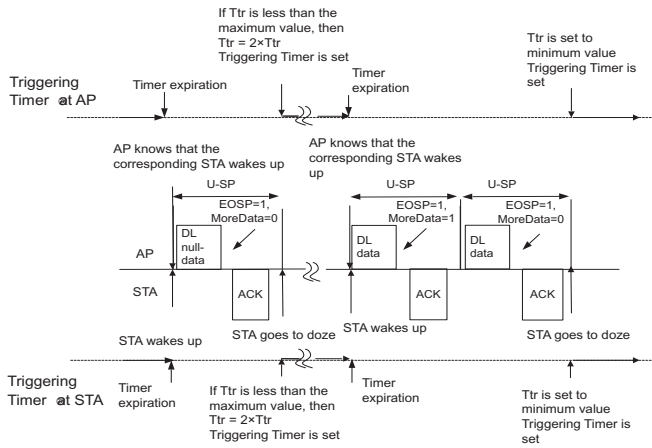 If Ttr is less than the
maximum value, then
Ttr = 2×Ttr
Triggering Timer is set
Ttr is set to
minimum value
Triggering Timer is
set
Triggering
Timer at AP
Timer expiration
Timer
expiration
AP knows that the
corresponding STA wakes up
AP knows that the
corresponding STA wakes
up
U-SP
U-SP
U-SP
EOSP=1,
MoreData=0
EOSP=1,
MoreData=1
EOSP=1,
MoreData=0
DL
null-
data
DL
data
DL
data
AP
STA
ACK
ACK
ACK
STA wakes up
STA goes to doze
STA wakes up
STA goes to doze
Triggering
Timer at STA
Timer
expiration
If Ttr is less than the
maximum value, then
Ttr = 2×Ttr
Triggering Timer is set
Timer
expiration
Ttr is set to
minimum value
Triggering Timer is
set